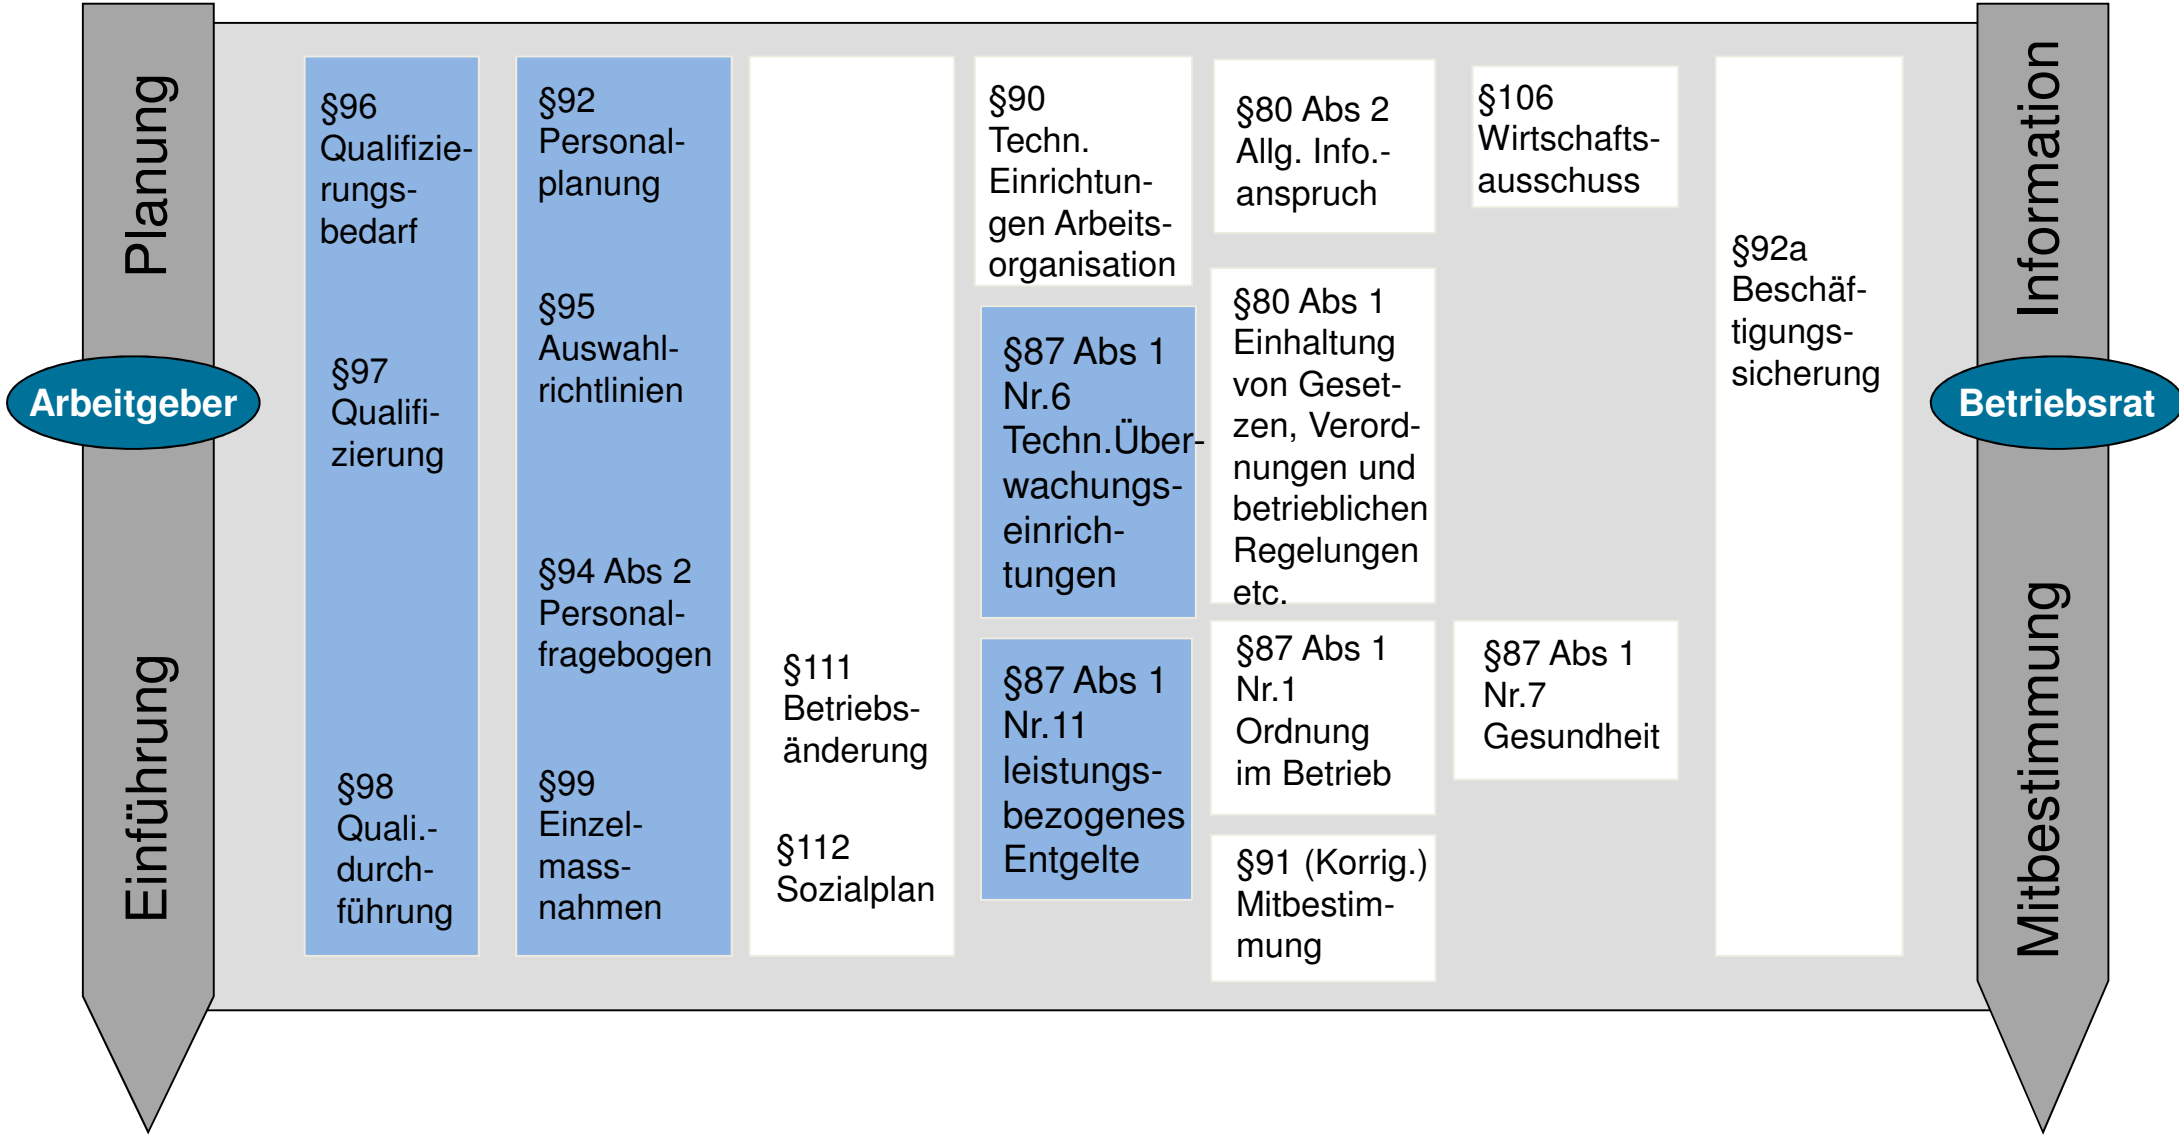 Planung
Arbeitgeber
Einführung
§96
Qualifizie-
rungs-
bedarf
§97
Qualifi-
zierung
§98
Quali.-
durch-
führung
§92
Personal-
planung
§95
Auswahl-
richtlinien
§94 Abs 2
Personal-
fragebogen
§99
Einzel-
mass-
nahmen
§111
Betriebs-
änderung
§112
Sozialplan
§90
Techn.
Einrichtun-
gen Arbeits-
organisation
§87 Abs 1
Nr.6
Techn.Über-
wachungs-
einrich-
tungen
§87 Abs 1
Nr.11
leistungs-
bezogenes
Entgelte
§80 Abs 2
Allg. Info.-
anspruch
§80 Abs 1
Einhaltung
von Geset-
zen, Verord-
nungen und
betrieblichen
Regelungen
etc.
§87 Abs 1
Nr.1
Ordnung
im Betrieb
§91 (Korrig.)
Mitbestim-
mung
§106
Wirtschafts-
ausschuss
§87 Abs 1
Nr.7
Gesundheit
§92a
Beschäf-
tigungs-
sicherung
Information
Betriebsrat
Mitbestimmung